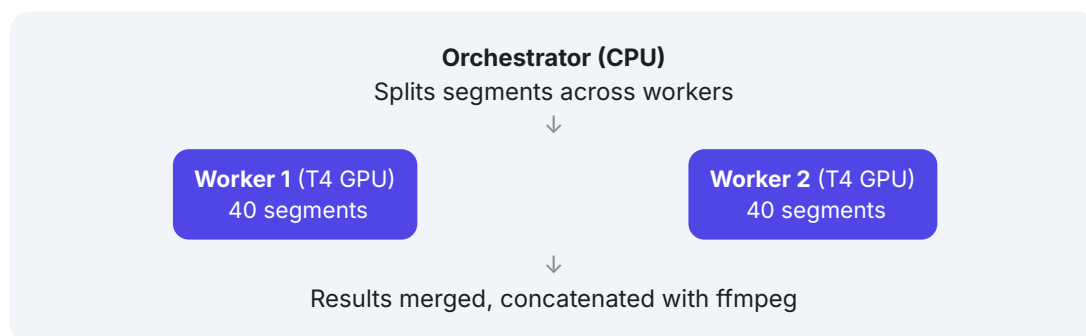 Orchestrator (CPU)
Splits segments across workers
↓
Worker 1 (T4 GPU)
40 segments
Worker 2 (T4 GPU)
40 segments
↓
Results merged, concatenated with ffmpeg